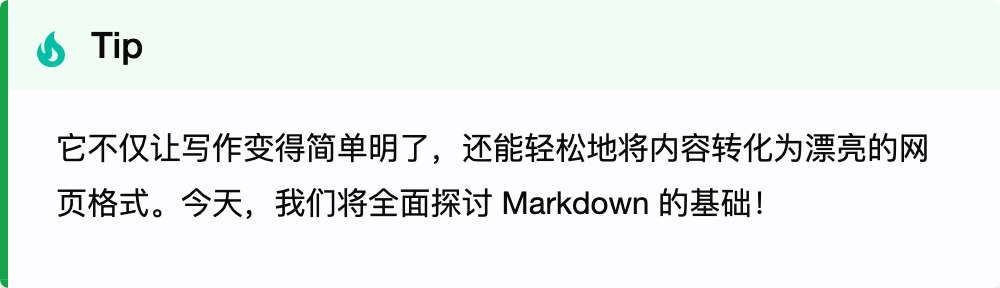 Tip
它不仅让写作变得简单明了，还能轻松地将内容转化为漂亮的网
页格式。今天，我们将全面探讨 Markdown 的基础！